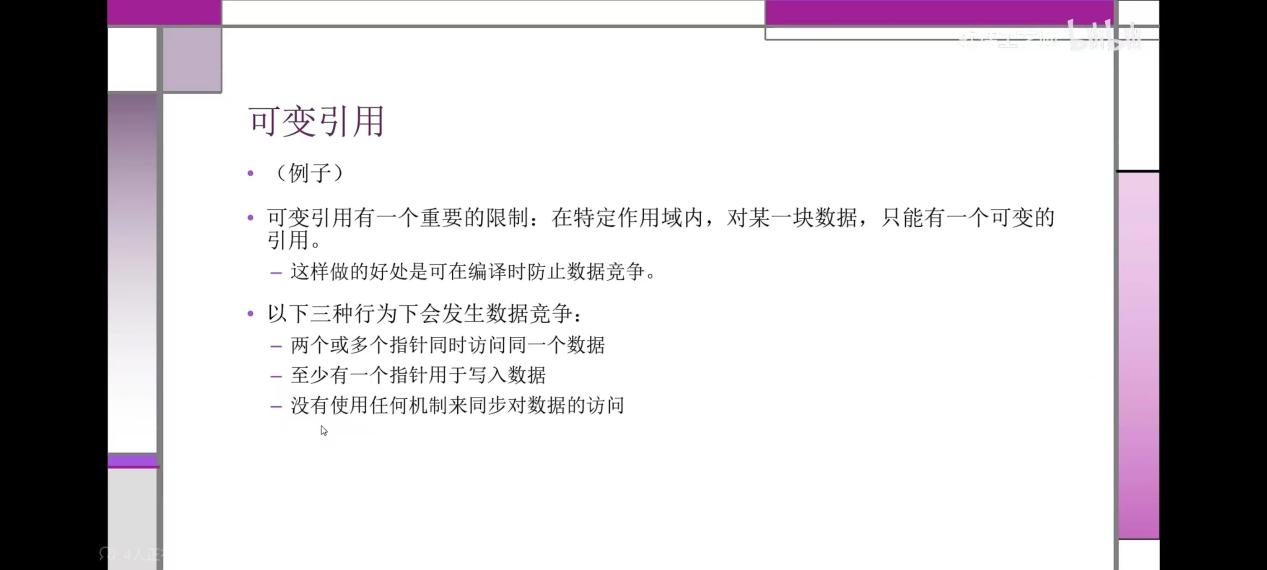 bilibili
可变引用
• （例子）
• 可变引用有一个重要的限制：在特定作用域内，对某一块数据，只能有一个可变的
引用。
– 这样做的好处是可在编译时防止数据竞争。
• 以下三种行为下会发生数据竞争：
– 两个或多个指针同时访问同一个数据
– 至少有一个指针用于写入数据
– 没有使用任何机制来同步对数据的访问
4人正